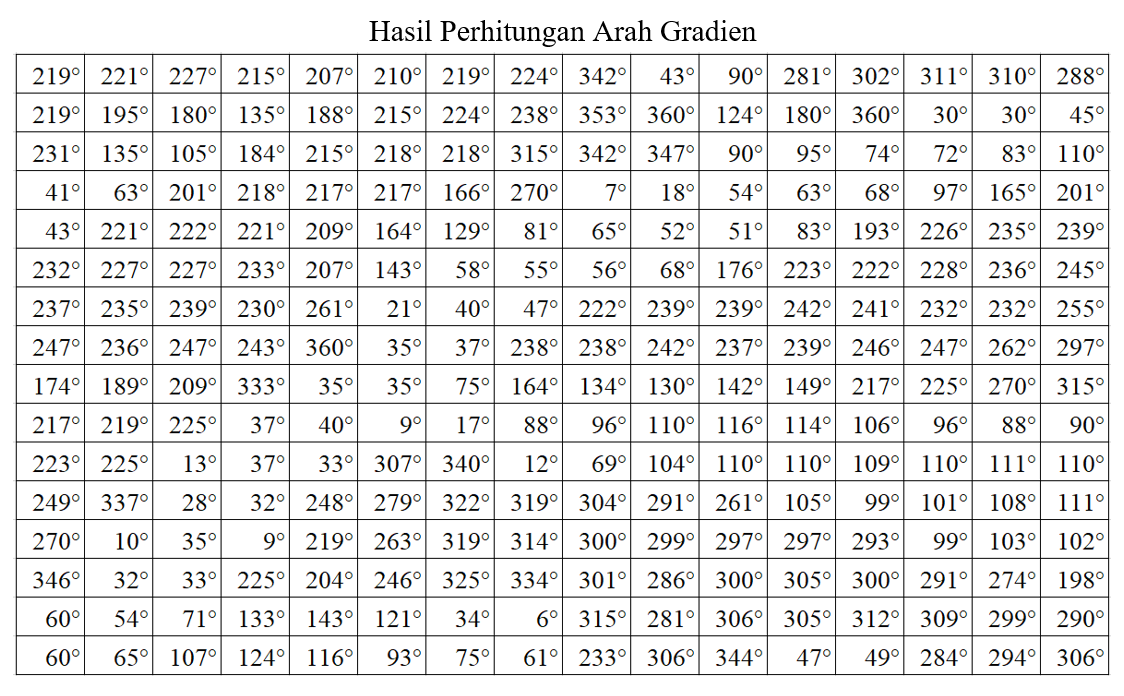 Hasil Perhitungan Arah Gradien
219° 221° 227° 215° 207° 210° 219° 224° 342° 43° 90° 281° 302° 311° 310° 288°
219° 195° 180° 135° 188° 215° 224° 238° 353° 360° 124° 180° 360° 30° 30° 45°
231° 135° 105° 184° 215° 218° 218° 315° 342° 347° 90° 95° 74° 72° 83° 110°
41° 63° 201° 218° 217° 217° 166° 270° 7° 18° 54° 63° 68° 97° 165° 201°
43° 221° 222° 221° 209° 164° 129° 81° 65° 52° 51° 83° 193° 226° 235° 239°
232° 227° 227° 233° 207° 143° 58° 55° 56° 68° 176° 223° 222° 228° 236° 245°
237° 235° 239° 230° 261° 21° 40° 47° 222° 239° 239° 242° 241° 232° 232° 255°
247° 236° 247° 243° 360° 35° 37° 238° 238° 242° 237° 239° 246° 247° 262° 297°
174° 189° 209° 333° 35° 35° 75° 164° 134° 130° 142° 149° 217° 225° 270° 315°
217° 219° 225° 37° 40° 9° 17° 88° 96° 110° 116° 114° 106° 96° 88° 90°
223° 225° 13° 37° 33° 307° 340° 12° 69° 104° 110° 110° 109° 110° 111° 110°
249° 337° 28° 32° 248° 279° 322° 319° 304° 291° 261° 105° 99° 101° 108° 111°
270° 10° 35° 9° 219° 263° 319° 314° 300° 299° 297° 297° 293° 99° 103° 102°
346° 32° 33° 225° 204° 246° 325° 334° 301° 286° 300° 305° 300° 291° 274° 198°
60° 54° 71° 133° 143° 121° 34° 6° 315° 281° 306° 305° 312° 309° 299° 290°
60° 65° 107° 124° 116° 93° 75° 61° 233° 306° 344° 47° 49° 284° 294° 306°